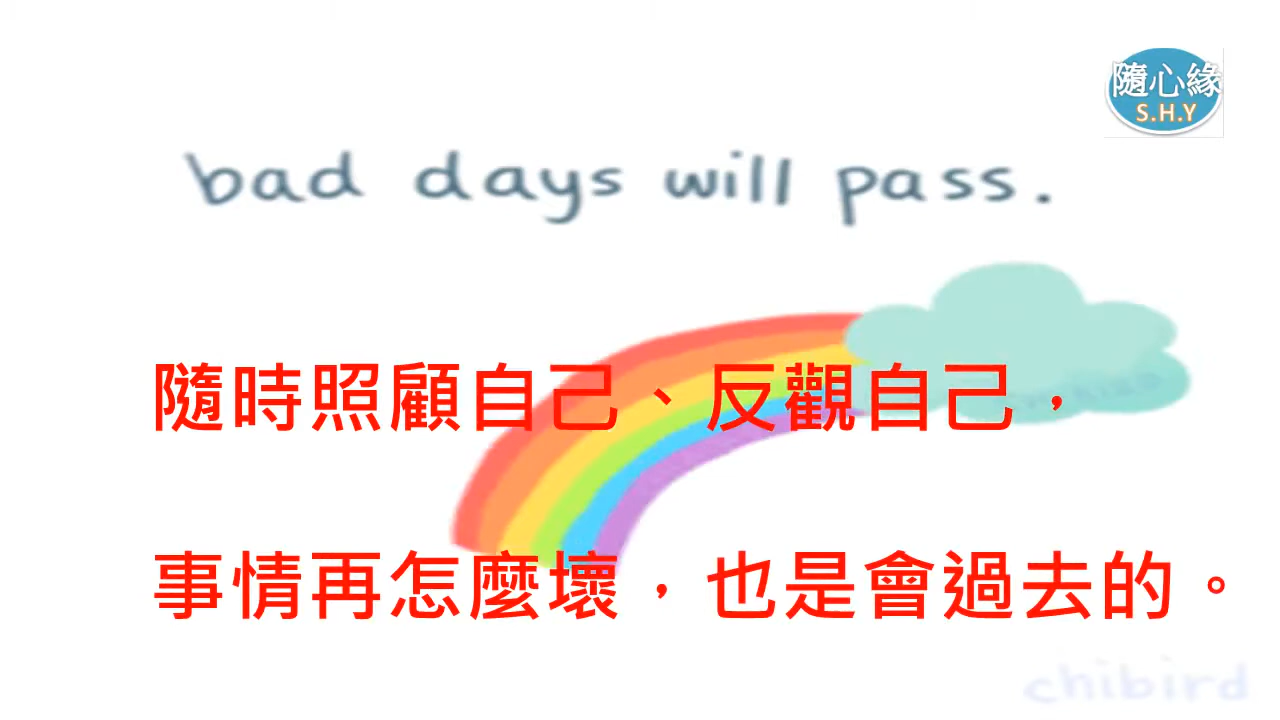 隨心緣
S.H.Y
bad days will pass.
隨時照顧自己、反觀自己，
事情再怎麼壞，也是會過去的。
chibird